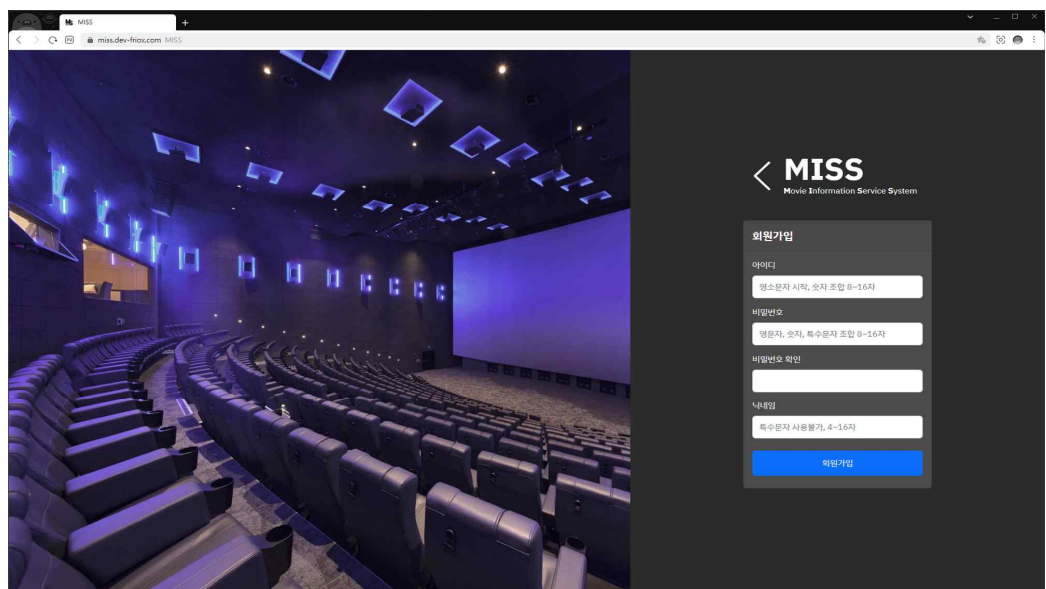 MISS
miss.dev-friox.com MISS
MISS
Movie Information Service System
회원가입
아이디
영소문자 시작, 숫자 조합 8~16자
비밀번호
영문자, 숫자, 특수문자 조합 8~16자
비밀번호 확인
닉네임
특수문자 사용불가, 4~16자
회원가입